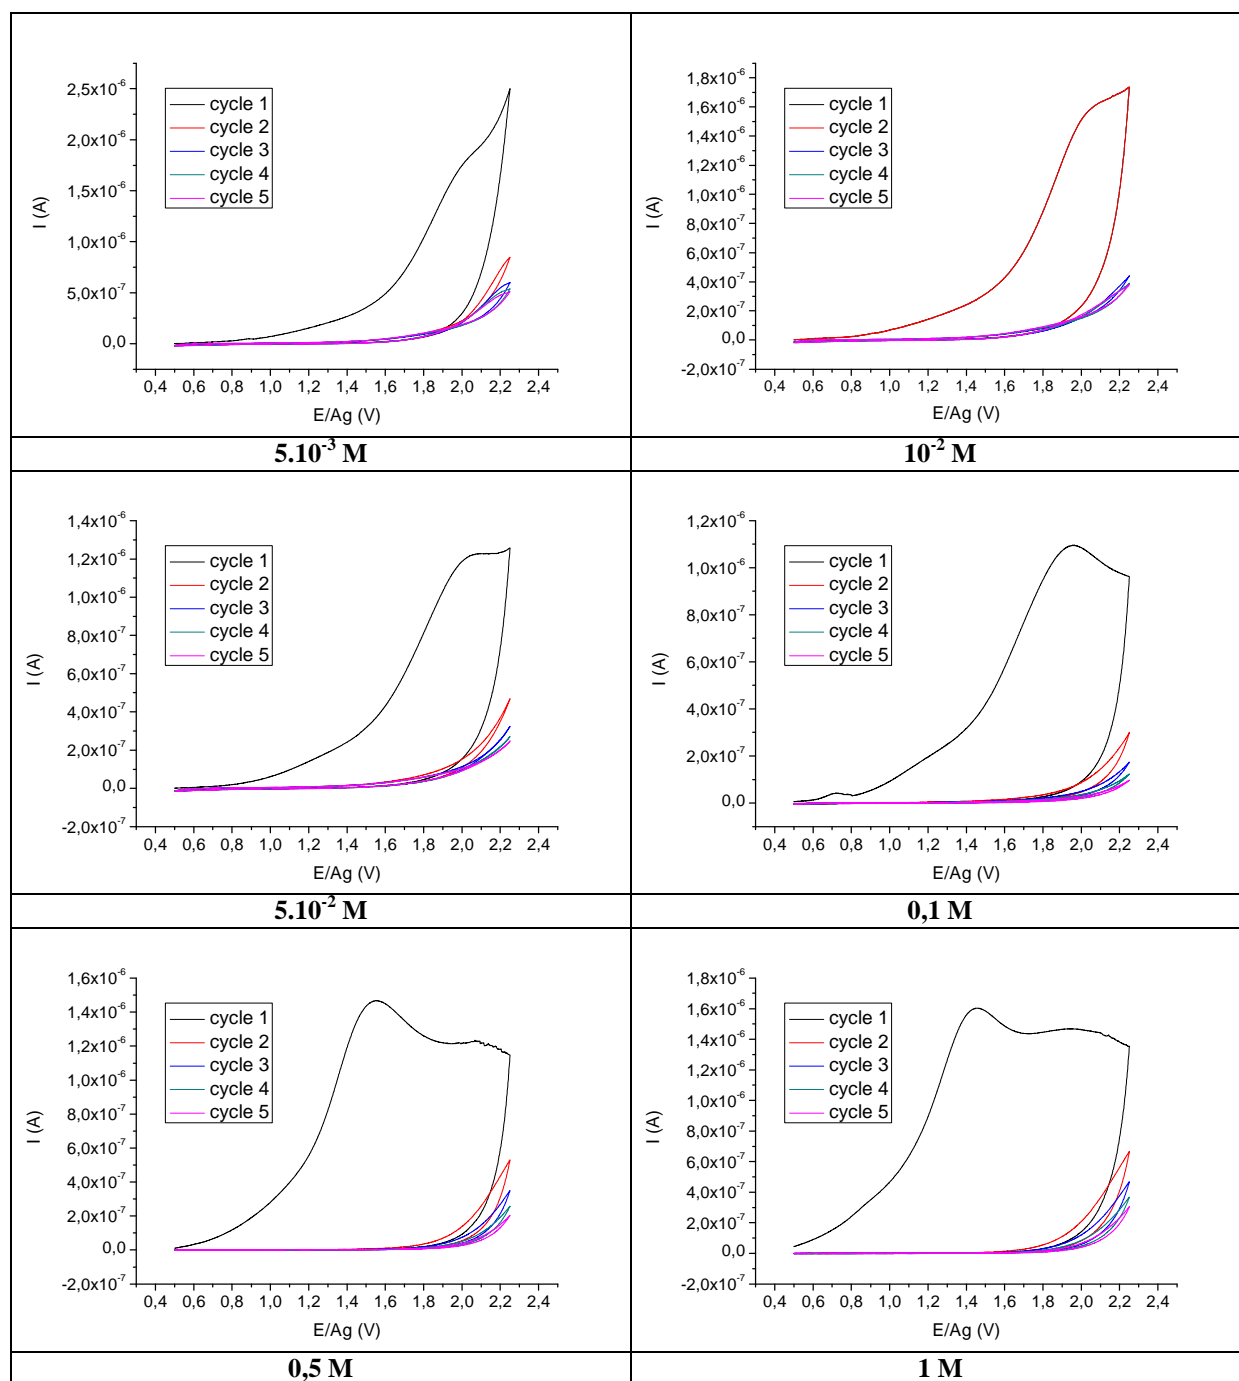 2,5x10⁻⁶
2,0x10⁻⁶
1,5x10⁻⁶
1,0x10⁻⁶
5,0x10⁻⁷
0,0
I (A)
cycle 1
cycle 2
cycle 3
cycle 4
cycle 5
0,4 0,6 0,8 1,0 1,2 1,4 1,6 1,8 2,0 2,2 2,4
E/Ag (V)
5.10⁻³ M
1,8x10⁻⁶
1,6x10⁻⁶
1,4x10⁻⁶
1,2x10⁻⁶
1,0x10⁻⁶
8,0x10⁻⁷
6,0x10⁻⁷
4,0x10⁻⁷
2,0x10⁻⁷
0,0
-2,0x10⁻⁷
I (A)
cycle 1
cycle 2
cycle 3
cycle 4
cycle 5
0,4 0,6 0,8 1,0 1,2 1,4 1,6 1,8 2,0 2,2 2,4
E/Ag (V)
10⁻² M
1,4x10⁻⁶
1,2x10⁻⁶
1,0x10⁻⁶
8,0x10⁻⁷
6,0x10⁻⁷
4,0x10⁻⁷
2,0x10⁻⁷
0,0
-2,0x10⁻⁷
I (A)
cycle 1
cycle 2
cycle 3
cycle 4
cycle 5
0,4 0,6 0,8 1,0 1,2 1,4 1,6 1,8 2,0 2,2 2,4
E/Ag (V)
5.10⁻² M
1,2x10⁻⁶
1,0x10⁻⁶
8,0x10⁻⁷
6,0x10⁻⁷
4,0x10⁻⁷
2,0x10⁻⁷
0,0
I (A)
cycle 1
cycle 2
cycle 3
cycle 4
cycle 5
0,4 0,6 0,8 1,0 1,2 1,4 1,6 1,8 2,0 2,2 2,4
E/Ag (V)
0,1 M
1,6x10⁻⁶
1,4x10⁻⁶
1,2x10⁻⁶
1,0x10⁻⁶
8,0x10⁻⁷
6,0x10⁻⁷
4,0x10⁻⁷
2,0x10⁻⁷
0,0
-2,0x10⁻⁷
I (A)
cycle 1
cycle 2
cycle 3
cycle 4
cycle 5
0,4 0,6 0,8 1,0 1,2 1,4 1,6 1,8 2,0 2,2 2,4
E/Ag (V)
0,5 M
1,8x10⁻⁶
1,6x10⁻⁶
1,4x10⁻⁶
1,2x10⁻⁶
1,0x10⁻⁶
8,0x10⁻⁷
6,0x10⁻⁷
4,0x10⁻⁷
2,0x10⁻⁷
0,0
-2,0x10⁻⁷
I (A)
cycle 1
cycle 2
cycle 3
cycle 4
cycle 5
0,4 0,6 0,8 1,0 1,2 1,4 1,6 1,8 2,0 2,2 2,4
E/Ag (V)
1 M